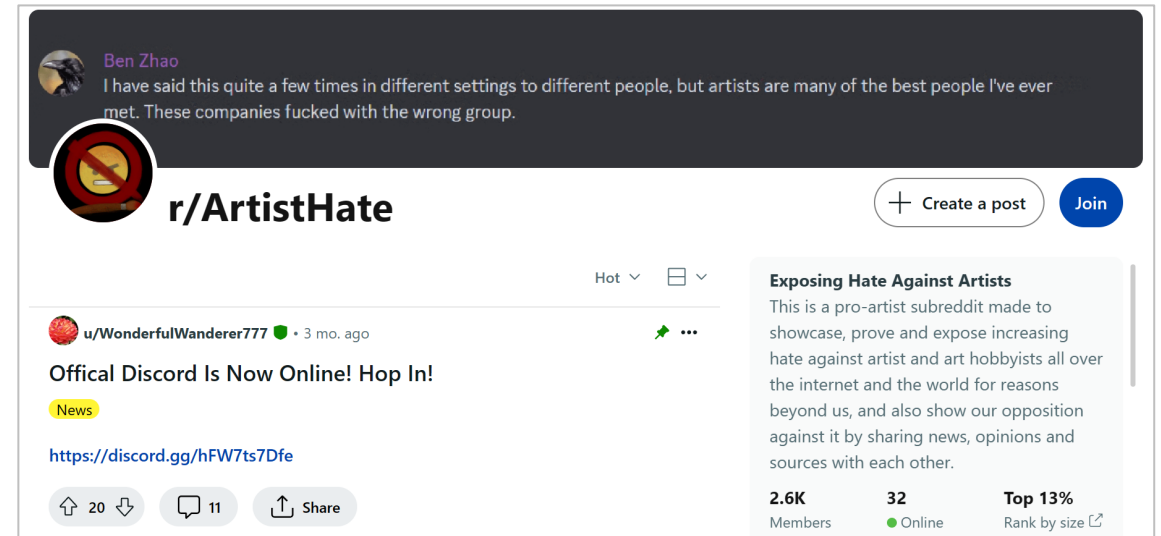 Ben Zhao
I have said this quite a few times in different settings to different people, but artists are many of the best people I've ever
met. These companies fucked with the wrong group.
r/ArtistHate
Create a post
Join
Hot
u/WonderfulWanderer777 • 3 mo. ago
Offical Discord Is Now Online! Hop In!
News
https://discord.gg/hFW7ts7Dfe
20
11
Share
Exposing Hate Against Artists
This is a pro-artist subreddit made to
showcase, prove and expose increasing
hate against artist and art hobbyists all over
the internet and the world for reasons
beyond us, and also show our opposition
against it by sharing news, opinions and
sources with each other.
2.6K 32 Top 13%
Members Online Rank by size